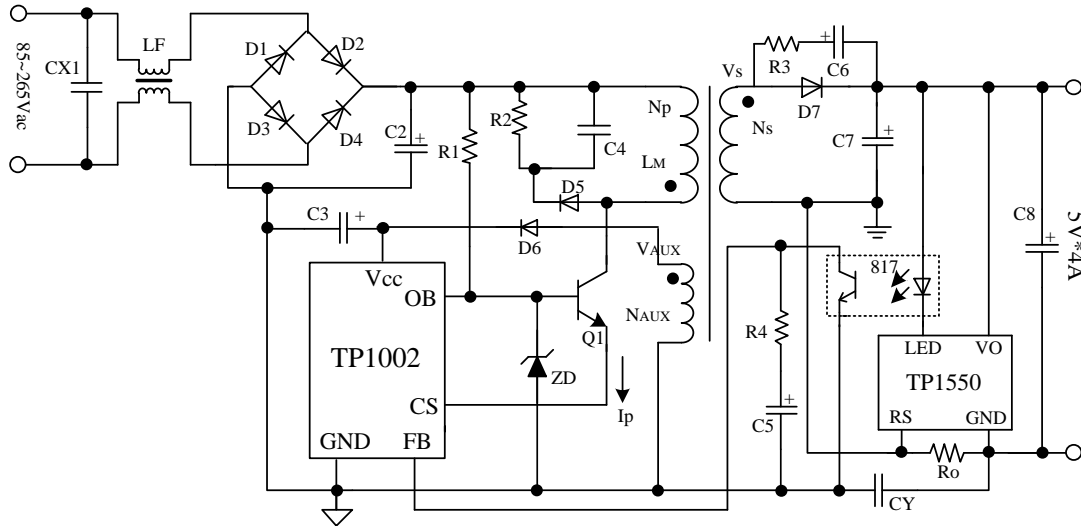 85~265Vac
CX1
LF
D1
D2
D3
D4
C2
R1
R2
C4
D5
Np
LM
Vs
Ns
R3
C6
D7
C7
C8
5V*4A
C3
D6
VAUX
NAUX
Vcc
OB
TP1002
CS
GND
FB
ZD
Q1
Ip
R4
C5
817
LED
VO
TP1550
RS
GND
Ro
CY
+
+
+
+
+
+